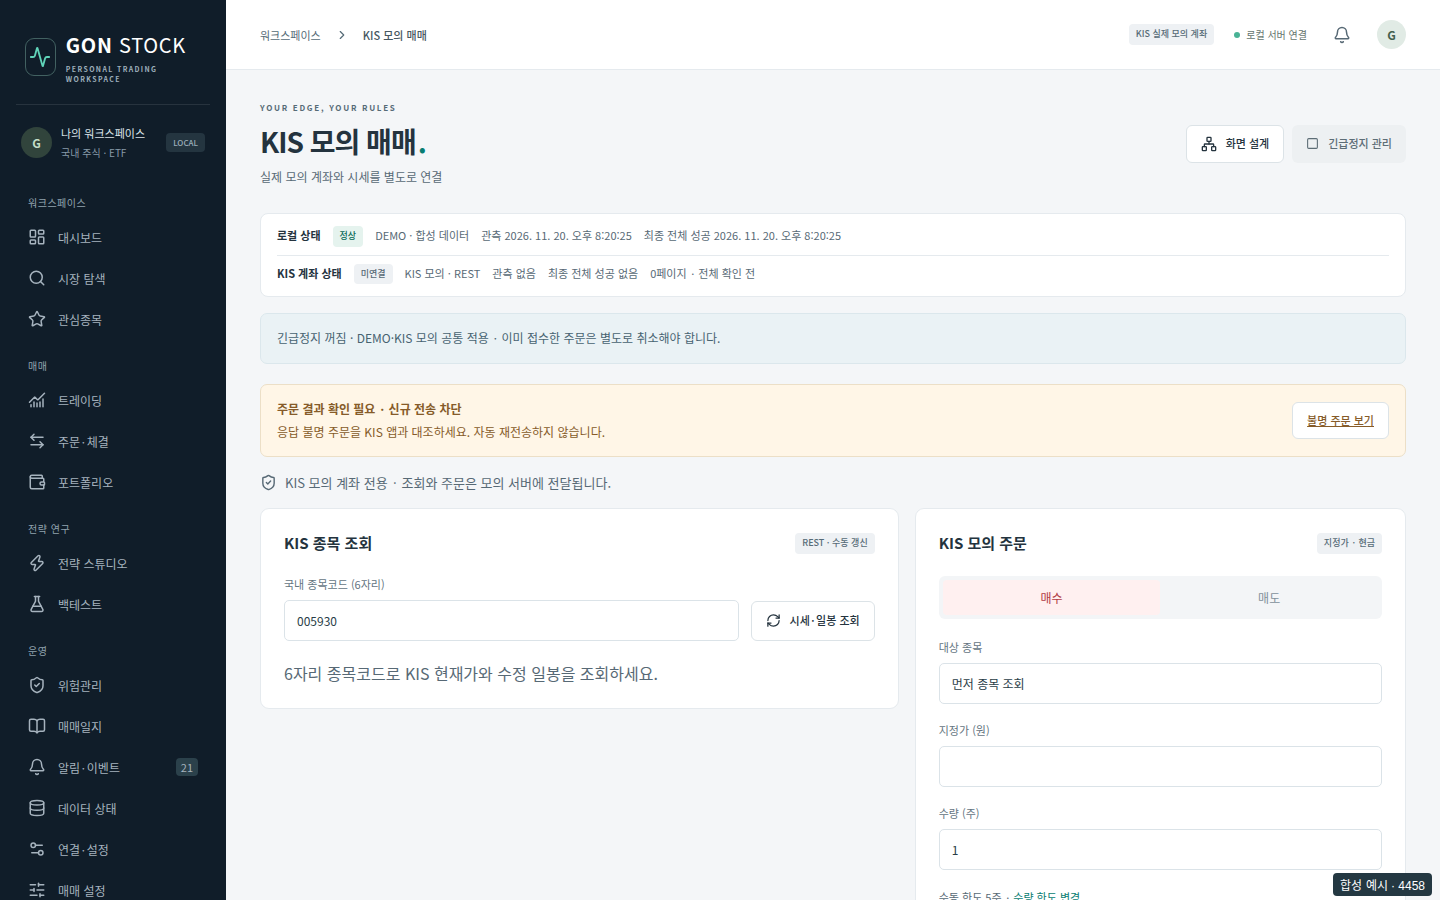 GON STOCK
PERSONAL TRADING
WORKSPACE
G
나의 워크스페이스
국내 주식 · ETF
LOCAL
워크스페이스
대시보드
시장 탐색
관심종목
매매
트레이딩
주문·체결
포트폴리오
전략 연구
전략 스튜디오
백테스트
운영
위험관리
매매일지
알림·이벤트
21
데이터 상태
연결·설정
매매 설정
워크스페이스 > KIS 모의 매매
KIS 실제 모의 계좌
로컬 서버 연결
G
YOUR EDGE, YOUR RULES
KIS 모의 매매.
실제 모의 계좌와 시세를 별도로 연결
화면 설계
긴급정지 관리
로컬 상태 정상 DEMO · 합성 데이터 관측 2026. 11. 20. 오후 8:20:25 최종 전체 성공 2026. 11. 20. 오후 8:20:25
KIS 계좌 상태 미연결 KIS 모의 · REST 관측 없음 최종 전체 성공 없음 0페이지 · 전체 확인 전
긴급정지 꺼짐 · DEMO·KIS 모의 공통 적용 · 이미 접수한 주문은 별도로 취소해야 합니다.
주문 결과 확인 필요 · 신규 전송 차단
응답 불명 주문을 KIS 앱과 대조하세요. 자동 재전송하지 않습니다.
불명 주문 보기
KIS 모의 계좌 전용 · 조회와 주문은 모의 서버에 전달됩니다.
KIS 종목 조회
REST · 수동 갱신
국내 종목코드 (6자리)
005930
시세·일봉 조회
6자리 종목코드로 KIS 현재가와 수정 일봉을 조회하세요.
KIS 모의 주문
지정가 · 현금
매수
매도
대상 종목
먼저 종목 조회
지정가 (원)
수량 (주)
1
수동 한도 5주 · 수량 한도 변경
합성 예시 · 4458